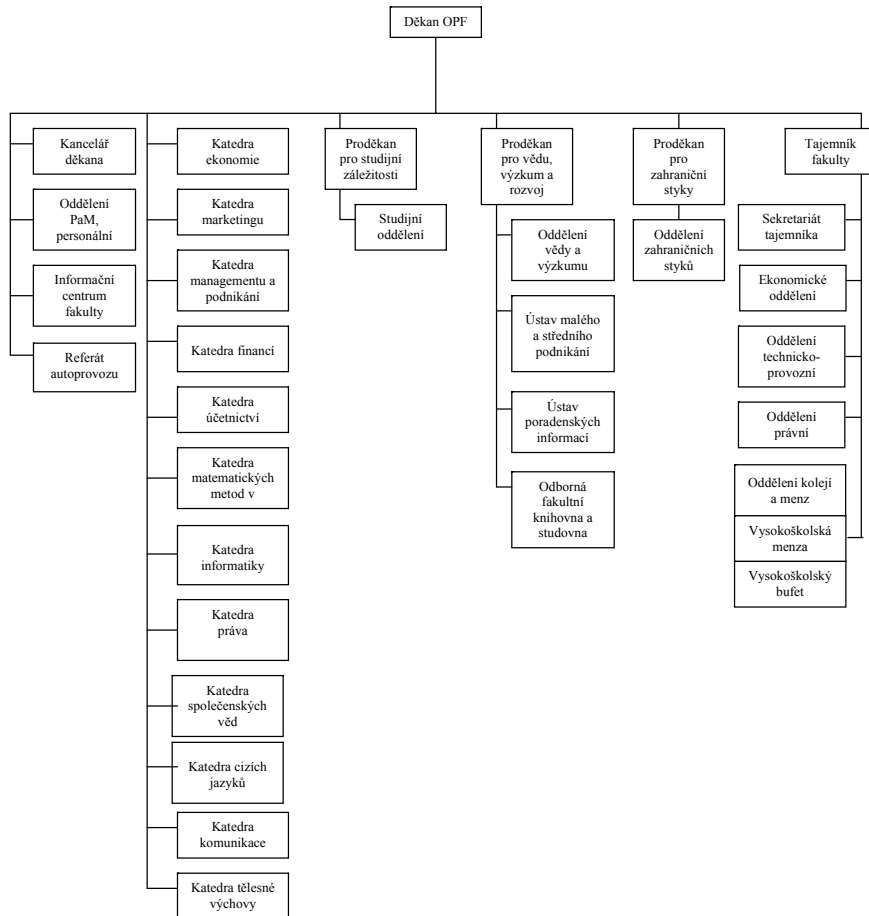 Děkan OPF
Kancelář
děkana
Oddělení
PaM,
personální
Informační
centrum
fakulty
Referát
autoprovozu
Katedra
ekonomie
Katedra
marketingu
Katedra
managementu a
podnikání
Katedra financí
Katedra
účetnictví
Katedra
matematických
metod v
Katedra
informatiky
Katedra
práva
Katedra
společenských
věd
Katedra cizích
jazyků
Katedra
komunikace
Katedra tělesné
výchovy
Proděkan
pro studijní
záležitosti
Studijní
oddělení
Proděkan
pro vědu,
výzkum a
rozvoj
Oddělení
vědy a
výzkumu
Ústav malého
a středního
podnikání
Ústav
poradenských
informací
Odborná
fakultní
knihovna a
studovna
Proděkan
pro
zahraniční
styky
Oddělení
zahraničních
styků
Tajemník
fakulty
Sekretariát
tajemníka
Ekonomické
oddělení
Oddělení
technicko-
provozní
Oddělení
právní
Oddělení kolejí
a menz
Vysokoškolská
menza
Vysokoškolský
bufet